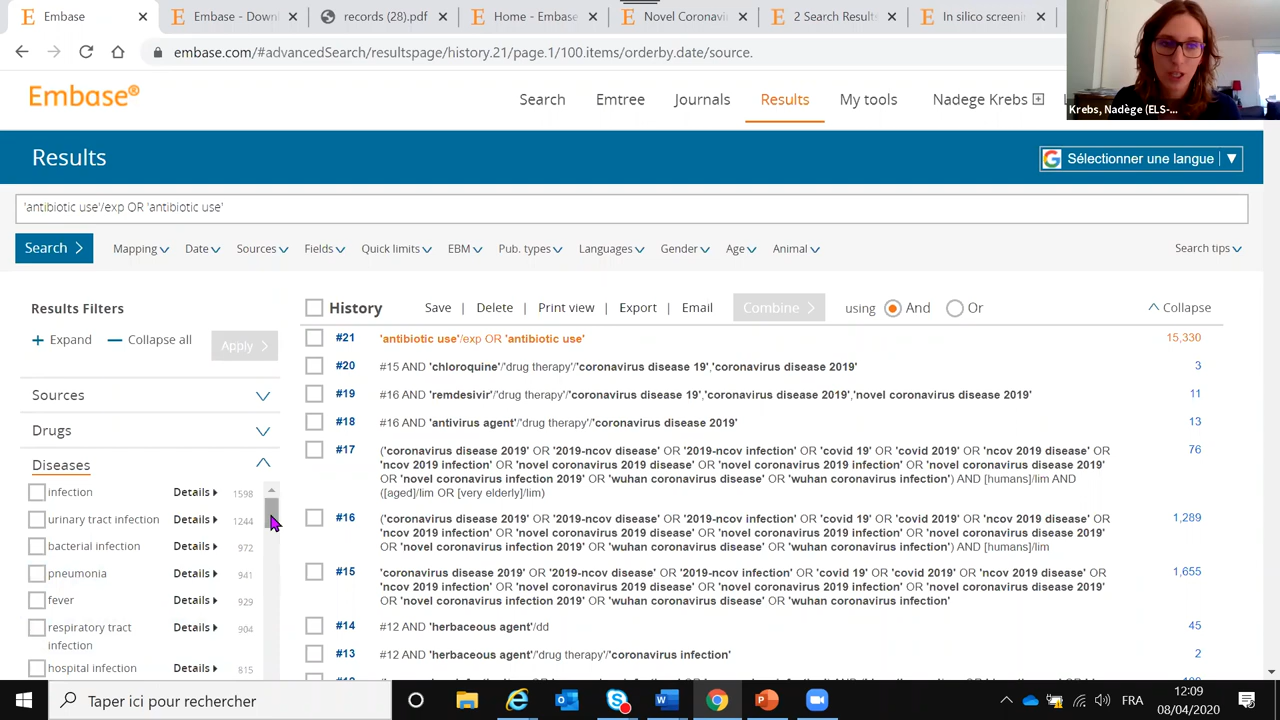 Embase
Embase - Down
records (28).pdf
Home - Embase
Novel Coronavi
2 Search Results
In silico screenin
embase.com/#advancedSearch/resultspage/history.21/page.1/100.items/orderby.date/source.
Krebs, Nadège (ELS-...
Embase®
Search
Emtree
Journals
Results
My tools
Nadege Krebs
Results
Sélectionner une langue ▼
'antibiotic use'/exp OR 'antibiotic use'
Search
Mapping
Date
Sources
Fields
Quick limits
EBM
Pub. types
Languages
Gender
Age
Animal
Search tips
Results Filters
+ Expand
— Collapse all
Apply
Sources
Drugs
Diseases
infection Details 1598
urinary tract infection Details 1244
bacterial infection Details 972
pneumonia Details 941
fever Details 929
respiratory tract Details 904
infection
hospital infection Details 815
History
Save | Delete | Print view | Export | Email
Combine
using
And
Or
Collapse
#21 'antibiotic use'/exp OR 'antibiotic use' 15,330
#20 #15 AND 'chloroquine'/'drug therapy'/'coronavirus disease 19','coronavirus disease 2019' 3
#19 #16 AND 'remdesivir'/'drug therapy'/'coronavirus disease 19','coronavirus disease 2019','novel coronavirus disease 2019' 11
#18 #16 AND 'antivirus agent'/'drug therapy'/'coronavirus disease 2019' 13
#17 ('coronavirus disease 2019' OR '2019-ncov disease' OR '2019-ncov infection' OR 'covid 19' OR 'covid 2019' OR 'ncov 2019 disease' OR 76
'ncov 2019 infection' OR 'novel coronavirus 2019 disease' OR 'novel coronavirus 2019 infection' OR 'novel coronavirus disease 2019'
OR 'novel coronavirus infection 2019' OR 'wuhan coronavirus disease' OR 'wuhan coronavirus infection') AND [humans]/lim AND
([aged]/lim OR [very elderly]/lim)
#16 ('coronavirus disease 2019' OR '2019-ncov disease' OR '2019-ncov infection' OR 'covid 19' OR 'covid 2019' OR 'ncov 2019 disease' OR 1,289
'ncov 2019 infection' OR 'novel coronavirus 2019 disease' OR 'novel coronavirus 2019 infection' OR 'novel coronavirus disease 2019'
OR 'novel coronavirus infection 2019' OR 'wuhan coronavirus disease' OR 'wuhan coronavirus infection') AND [humans]/lim
#15 'coronavirus disease 2019' OR '2019-ncov disease' OR '2019-ncov infection' OR 'covid 19' OR 'covid 2019' OR 'ncov 2019 disease' OR 1,655
'ncov 2019 infection' OR 'novel coronavirus 2019 disease' OR 'novel coronavirus 2019 infection' OR 'novel coronavirus disease 2019'
OR 'novel coronavirus infection 2019' OR 'wuhan coronavirus disease' OR 'wuhan coronavirus infection'
#14 #12 AND 'herbaceous agent'/dd 45
#13 #12 AND 'herbaceous agent'/'drug therapy'/'coronavirus infection' 2
Taper ici pour rechercher
FRA
12:09
08/04/2020